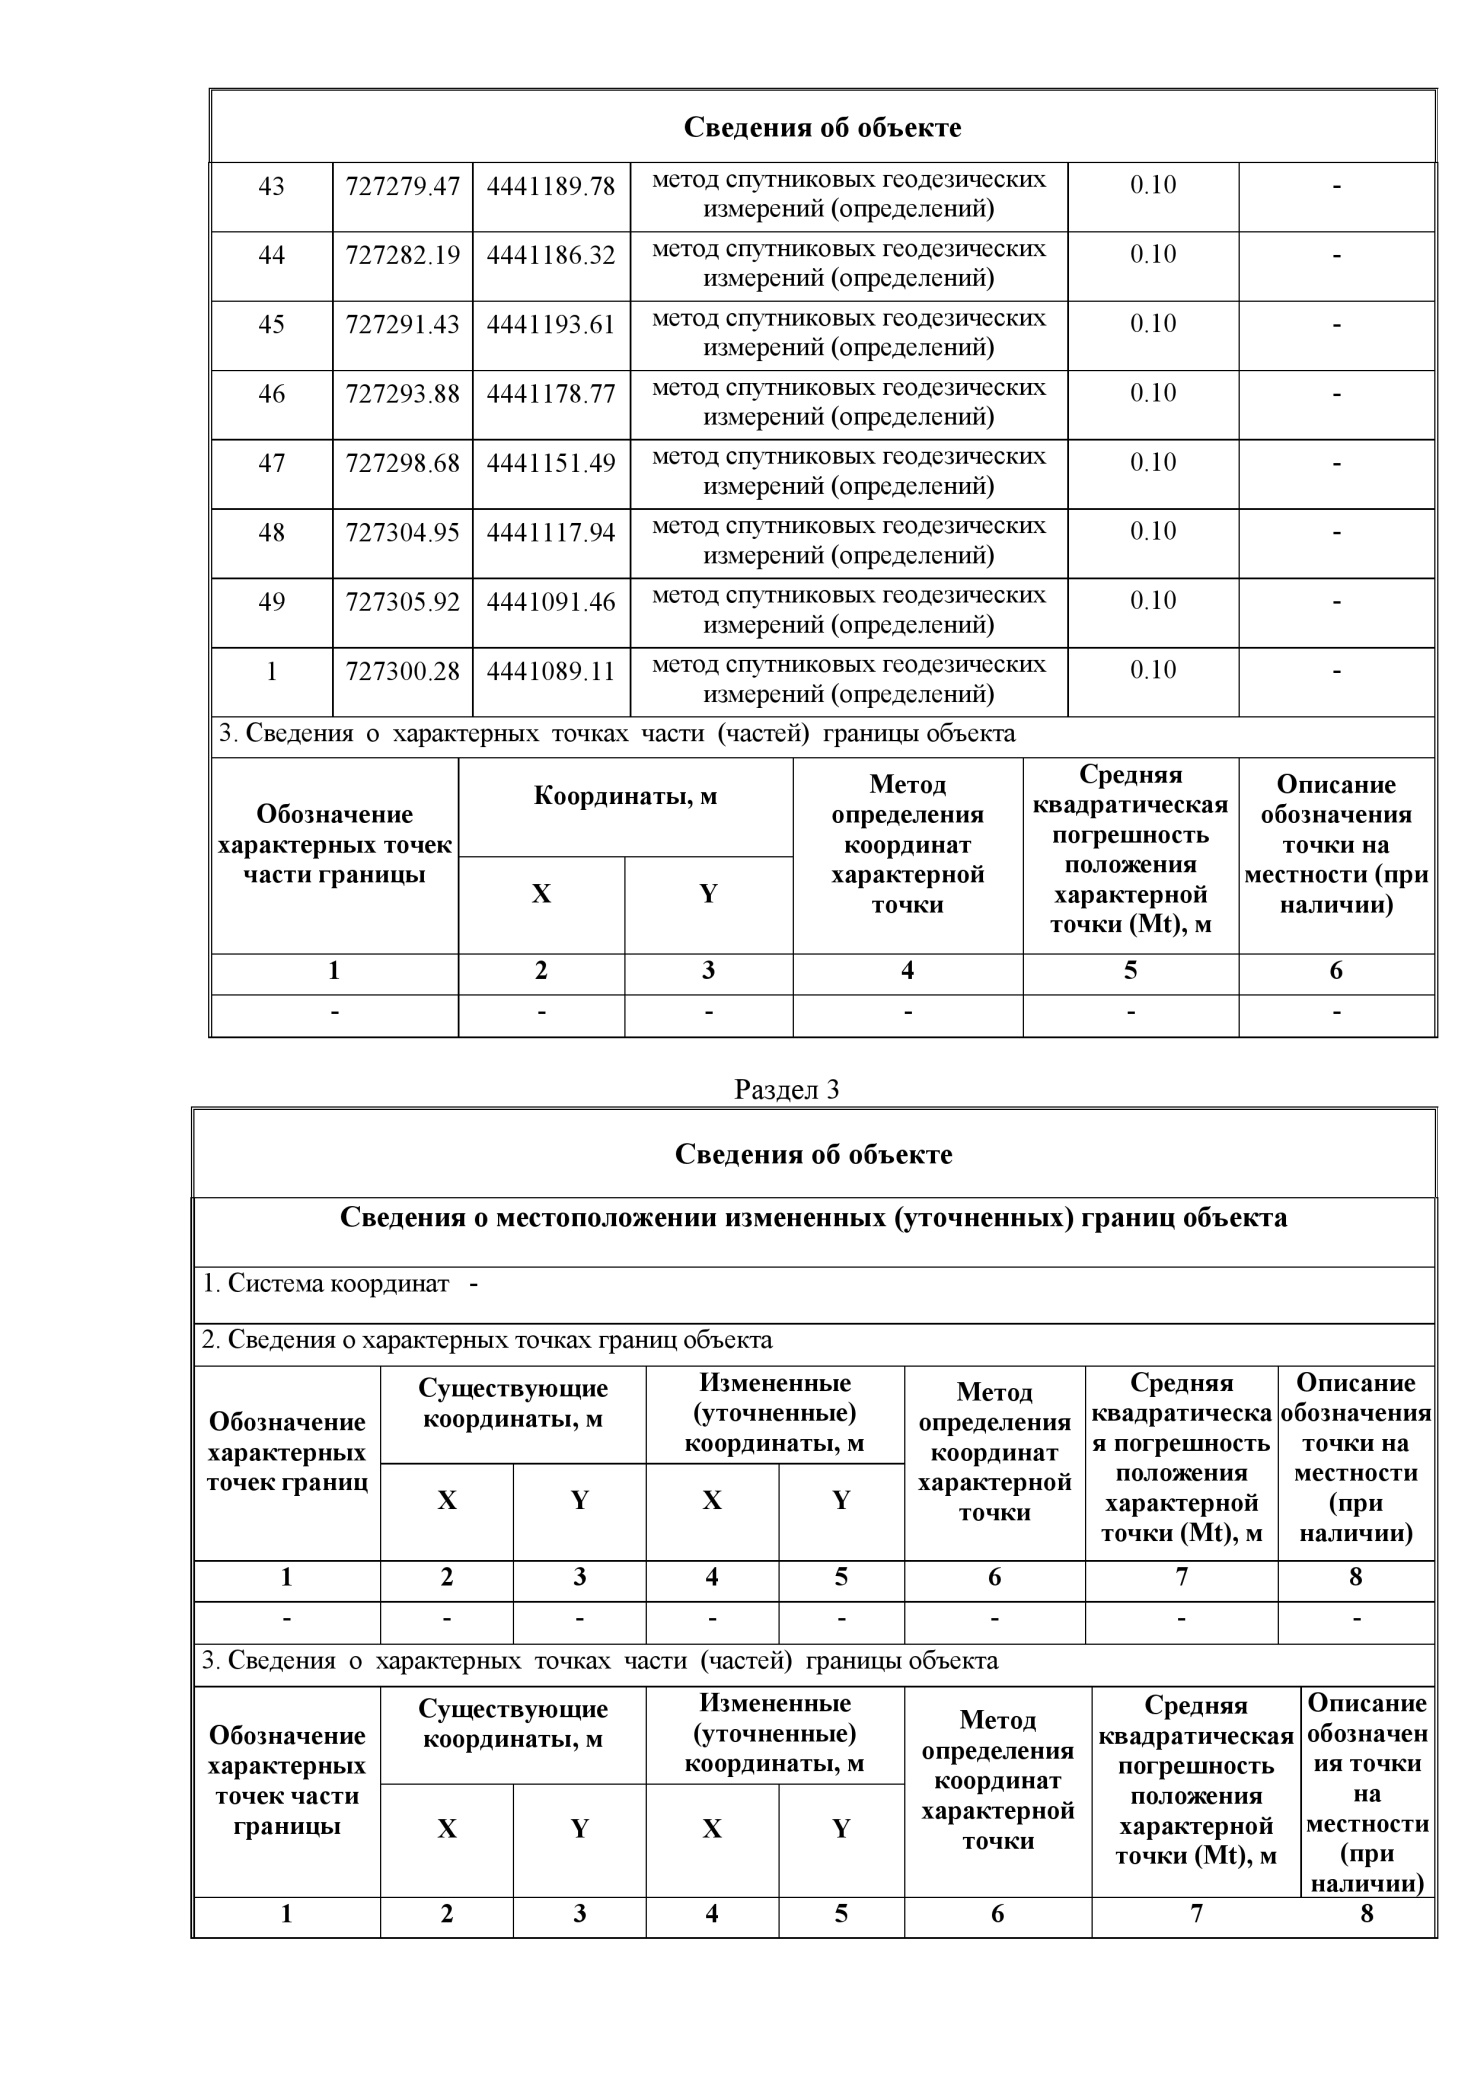 Сведения об объекте
43 727279.47 4441189.78 метод спутниковых геодезических измерений (определений) 0.10 -
44 727282.19 4441186.32 метод спутниковых геодезических измерений (определений) 0.10 -
45 727291.43 4441193.61 метод спутниковых геодезических измерений (определений) 0.10 -
46 727293.88 4441178.77 метод спутниковых геодезических измерений (определений) 0.10 -
47 727298.68 4441151.49 метод спутниковых геодезических измерений (определений) 0.10 -
48 727304.95 4441117.94 метод спутниковых геодезических измерений (определений) 0.10 -
49 727305.92 4441091.46 метод спутниковых геодезических измерений (определений) 0.10 -
1 727300.28 4441089.11 метод спутниковых геодезических измерений (определений) 0.10 -
3. Сведения о характерных точках части (частей) границы объекта
Обозначение
характерных точек
части границы
Координаты, м
X Y
Метод
определения
координат
характерной
точки
Средняя
квадратическая
погрешность
положения
характерной
точки (Mt), м
Описание
обозначения
точки на
местности (при
наличии)
1 2 3 4 5 6
- - - - - -
Раздел 3
Сведения об объекте
Сведения о местоположении измененных (уточненных) границ объекта
1. Система координат -
2. Сведения о характерных точках границ объекта
Обозначение
характерных
точек границ
Существующие
координаты, м
X Y
Измененные
(уточненные)
координаты, м
X Y
Метод
определения
координат
характерной
точки
Средняя
квадратическа
я погрешность
положения
характерной
точки (Mt), м
Описание
обозначения
точки на
местности
(при
наличии)
1 2 3 4 5 6 7 8
- - - - - - - -
3. Сведения о характерных точках части (частей) границы объекта
Обозначение
характерных
точек части
границы
Существующие
координаты, м
X Y
Измененные
(уточненные)
координаты, м
X Y
Метод
определения
координат
характерной
точки
Средняя
квадратическая
погрешность
положения
характерной
точки (Mt), м
Описание
обозначен
ия точки
на
местности
(при
наличии)
1 2 3 4 5 6 7 8